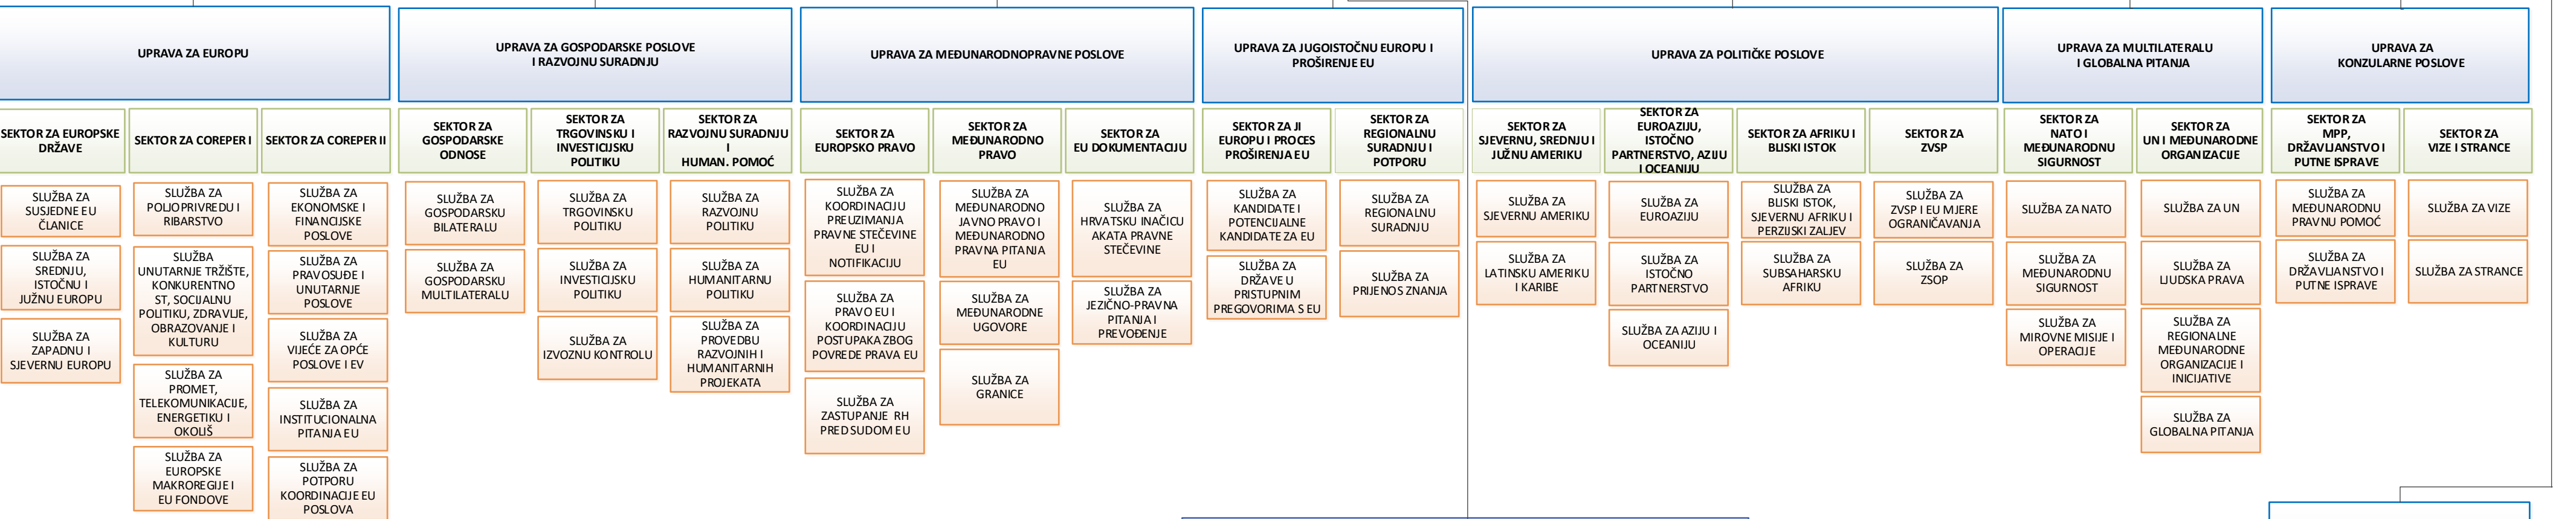 UPRAVA ZA EUROPU
SEKTOR ZA EUROPSKE
DRŽAVE
SLUŽBA ZA
SUSJEDNE EU
ČLANICE
SLUŽBA ZA
SREDNJU,
ISTOČNU I
JUŽNU EUROPU
SLUŽBA ZA
ZAPADNU I
SJEVERNU EUROPU
SEKTOR ZA COREPER I
SLUŽBA ZA
POLJOPRIVREDU I
RIBARSTVO
SLUŽBA
UNUTARNJE TRŽIŠTE,
KONKURENTNO
ST, SOCIJALNU
POLITIKU, ZDRAVLJE,
OBRAZOVANJE I
KULTURU
SLUŽBA ZA
PROMET,
TELEKOMUNIKACIJE,
ENERGETIKU I
OKOLIŠ
SLUŽBA ZA
EUROPSKE
MAKROREGIJE I
EU FONDOVE
SEKTOR ZA COREPER II
SLUŽBA ZA
EKONOMSKE I
FINANCIJSKE
POSLOVE
SLUŽBA ZA
PRAVOSUĐE I
UNUTARNJE
POSLOVE
SLUŽBA ZA
VIJEĆE ZA OPĆE
POSLOVE I EV
SLUŽBA ZA
INSTITUCIONALNA
PITANJA EU
SLUŽBA ZA
POTPORU
KOORDINACIJE EU
POSLOVA
UPRAVA ZA GOSPODARSKE POSLOVE
I RAZVOJNU SURADNJU
SEKTOR ZA
GOSPODARSKE
ODNOSE
SLUŽBA ZA
GOSPODARSKU
BILATERALU
SLUŽBA ZA
GOSPODARSKU
MULTILATERALU
SEKTOR ZA
TRGOVINSKU I
INVESTICIJSKU
POLITIKU
SLUŽBA ZA
TRGOVINSKU
POLITIKU
SLUŽBA ZA
INVESTICIJSKU
POLITIKU
SLUŽBA ZA
IZVOZNU KONTROLU
SEKTOR ZA
RAZVOJNU SURADNJU
I
HUMAN. POMOĆ
SLUŽBA ZA
RAZVOJNU
POLITIKU
SLUŽBA ZA
HUMANITARNU
POLITIKU
SLUŽBA ZA
PROVEDBU
RAZVOJNIH I
HUMANITARNIH
PROJEKATA
UPRAVA ZA MEĐUNARODNOPRAVNE POSLOVE
SEKTOR ZA
EUROPSKO PRAVO
SLUŽBA ZA
KOORDINACIJU
PREUZIMANJA
PRAVNE STEČEVINE
EU I
NOTIFIKACIJU
SLUŽBA ZA
PRAVO EU I
KOORDINACIJU
POSTUPAKA ZBOG
POVREDE PRAVA EU
SLUŽBA ZA
ZASTUPANJE RH
PRED SUDOM EU
SEKTOR ZA
MEĐUNARODNO
PRAVO
SLUŽBA ZA
MEĐUNARODNO
JAVNO PRAVO I
MEĐUNARODNO
PRAVNA PITANJA
EU
SLUŽBA ZA
MEĐUNARODNE
UGOVORE
SLUŽBA ZA
GRANICE
SEKTOR ZA
EU DOKUMENTACIJU
SLUŽBA ZA
HRVATSKU INAČICU
AKATA PRAVNE
STEČEVINE
SLUŽBA ZA
JEZIČNO-PRAVNA
PITANJA I
PREVOĐENJE
UPRAVA ZA JUGOISTOČNU EUROPU I
PROŠIRENJE EU
SEKTOR ZA JI
EUROPU I PROCES
PROŠIRENJA EU
SLUŽBA ZA
KANDIDATE I
POTENCIJALNE
KANDIDATE ZA EU
SLUŽBA ZA
DRŽAVE U
PRISTUPNIM
PREGOVORIMA S EU
SEKTOR ZA
REGIONALNU
SURADNJU I
POTPORU
SLUŽBA ZA
REGIONALNU
SURADNJU
SLUŽBA ZA
PRIJENOS ZNANJA
UPRAVA ZA POLITIČKE POSLOVE
SEKTOR ZA
SJEVERNU, SREDNJU I
JUŽNU AMERIKU
SLUŽBA ZA
SJEVERNU AMERIKU
SLUŽBA ZA
LATINSKU AMERIKU
I KARIBE
SEKTOR ZA
EUROAZIJU,
ISTOČNO
PARTNERSTVO, AZIJU
I OCEANIJU
SLUŽBA ZA
EUROAZIJU
SLUŽBA ZA
ISTOČNO
PARTNERSTVO
SLUŽBA ZA AZIJU I
OCEANIJU
SEKTOR ZA AFRIKU I
BLISKI ISTOK
SLUŽBA ZA
BLISKI ISTOK,
SJEVERNU AFRIKU I
PERZIJSKI ZALJEV
SLUŽBA ZA
SUBSAHARSKU
AFRIKU
SEKTOR ZA
ZVSP
SLUŽBA ZA
ZVSP I EU MJERE
OGRANIČAVANJA
SLUŽBA ZA
ZSOP
UPRAVA ZA MULTILATERALU
I GLOBALNA PITANJA
SEKTOR ZA
NATO I
MEĐUNARODNU
SIGURNOST
SLUŽBA ZA NATO
SLUŽBA ZA
MEĐUNARODNU
SIGURNOST
SLUŽBA ZA
MIROVNE MISIJE I
OPERACIJE
SEKTOR ZA
UN I MEĐUNARODNE
ORGANIZACIJE
SLUŽBA ZA UN
SLUŽBA ZA
LJUDSKA PRAVA
SLUŽBA ZA
REGIONALNE
MEĐUNARODNE
ORGANIZACIJE I
INICIJATIVE
SLUŽBA ZA
GLOBALNA PITANJA
UPRAVA ZA
KONZULARNE POSLOVE
SEKTOR ZA
MPP,
DRŽAVLJANSTVO I
PUTNE ISPRAVE
SLUŽBA ZA
MEĐUNARODNU
PRAVNU POMOĆ
SLUŽBA ZA
DRŽAVLJANSTVO I
PUTNE ISPRAVE
SEKTOR ZA
VIZE I STRANCE
SLUŽBA ZA VIZE
SLUŽBA ZA STRANCE